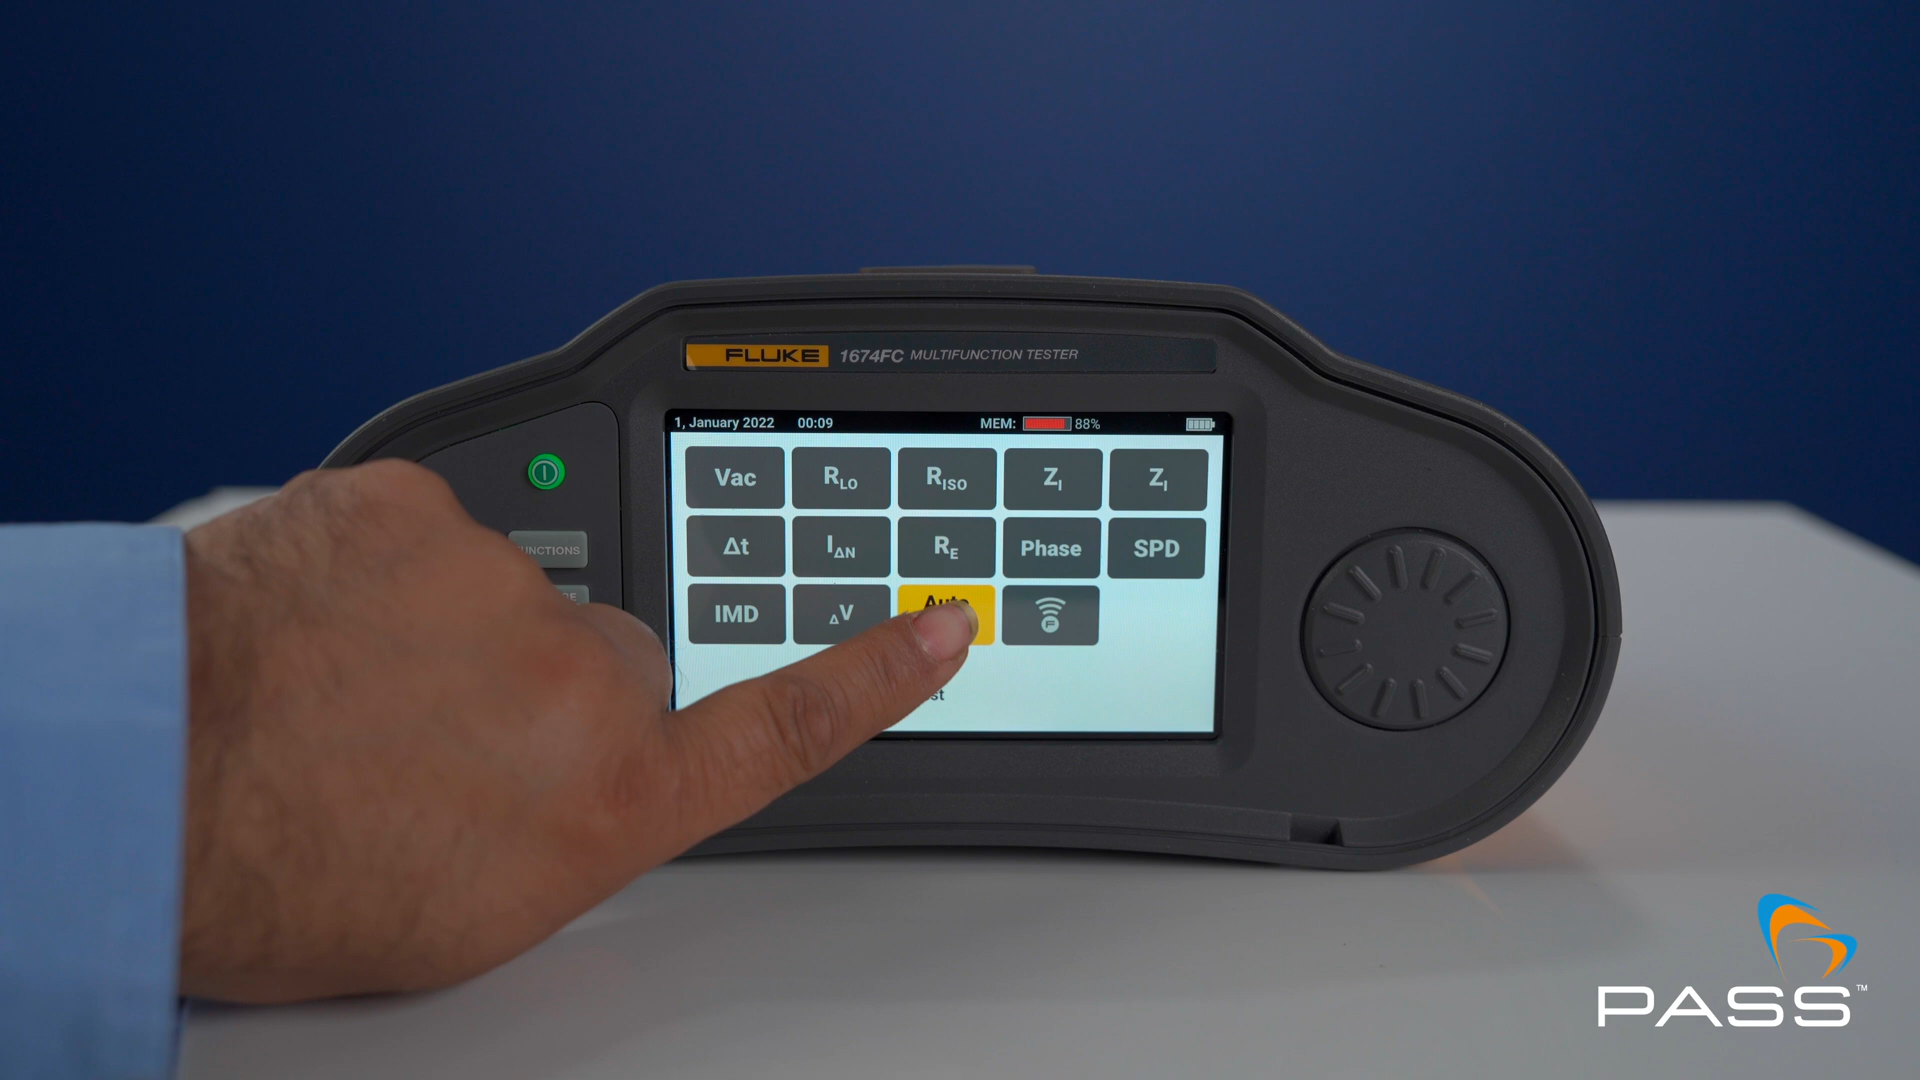 FLUKE 1674FC MULTIFUNCTION TESTER
1, January 2022 00:09 MEM: 88%
Vac RLO RISO ZI ZI
Δt IΔN RE Phase SPD
IMD ΔV Auto F
PASS™